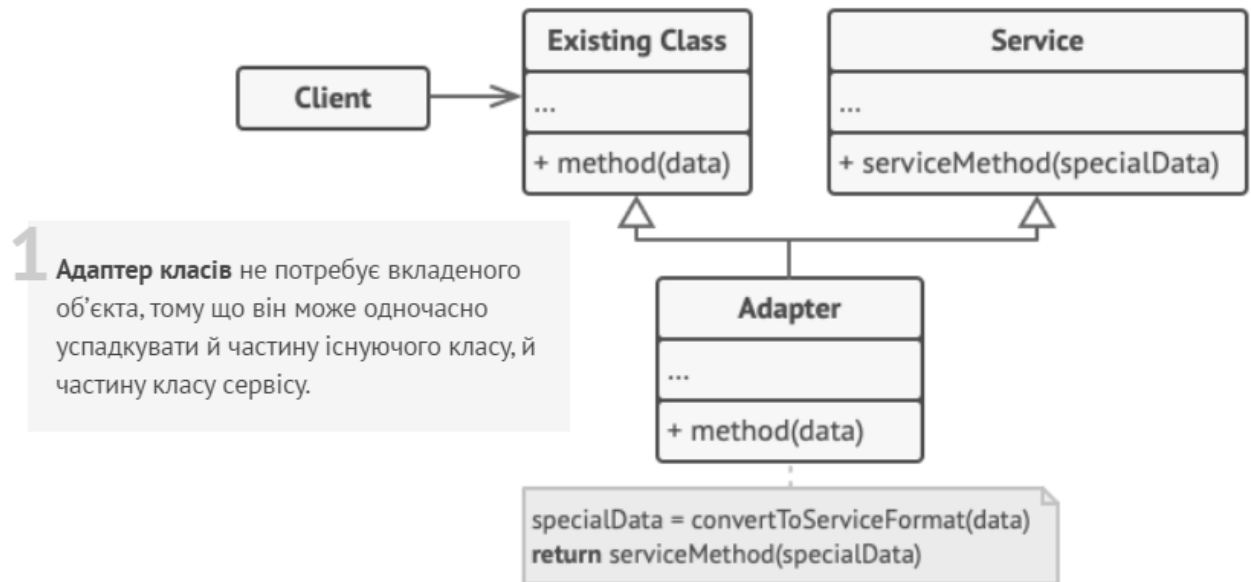 Existing Class
...
+ method(data)
Service
...
+ serviceMethod(specialData)
Client
1
Адаптер класів не потребує вкладеного
об’єкта, тому що він може одночасно
успадкувати й частину існуючого класу, й
частину класу сервісу.
Adapter
...
+ method(data)
specialData = convertToServiceFormat(data)
return serviceMethod(specialData)